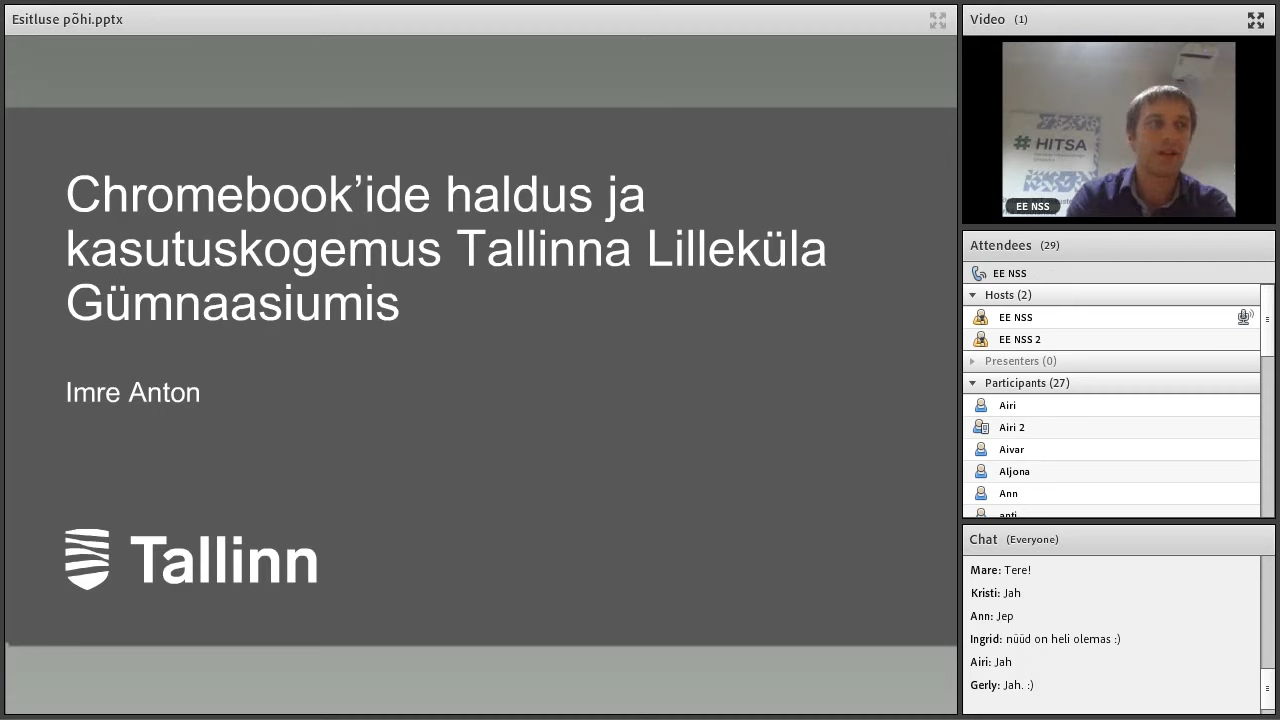 Esitluse põhi.pptx
Chromebook’ide haldus ja
kasutuskogemus Tallinna Lilleküla
Gümnaasiumis
Imre Anton
Tallinn
Video (1)
# HITSA
EE NSS
Attendees (29)
EE NSS
Hosts (2)
EE NSS
EE NSS 2
Presenters (0)
Participants (27)
Airi
Airi 2
Aivar
Aljona
Ann
anti
Chat (Everyone)
Mare: Tere!
Kristi: Jah
Ann: Jep
Ingrid: nüüd on heli olemas :)
Airi: Jah
Gerly: Jah. :)